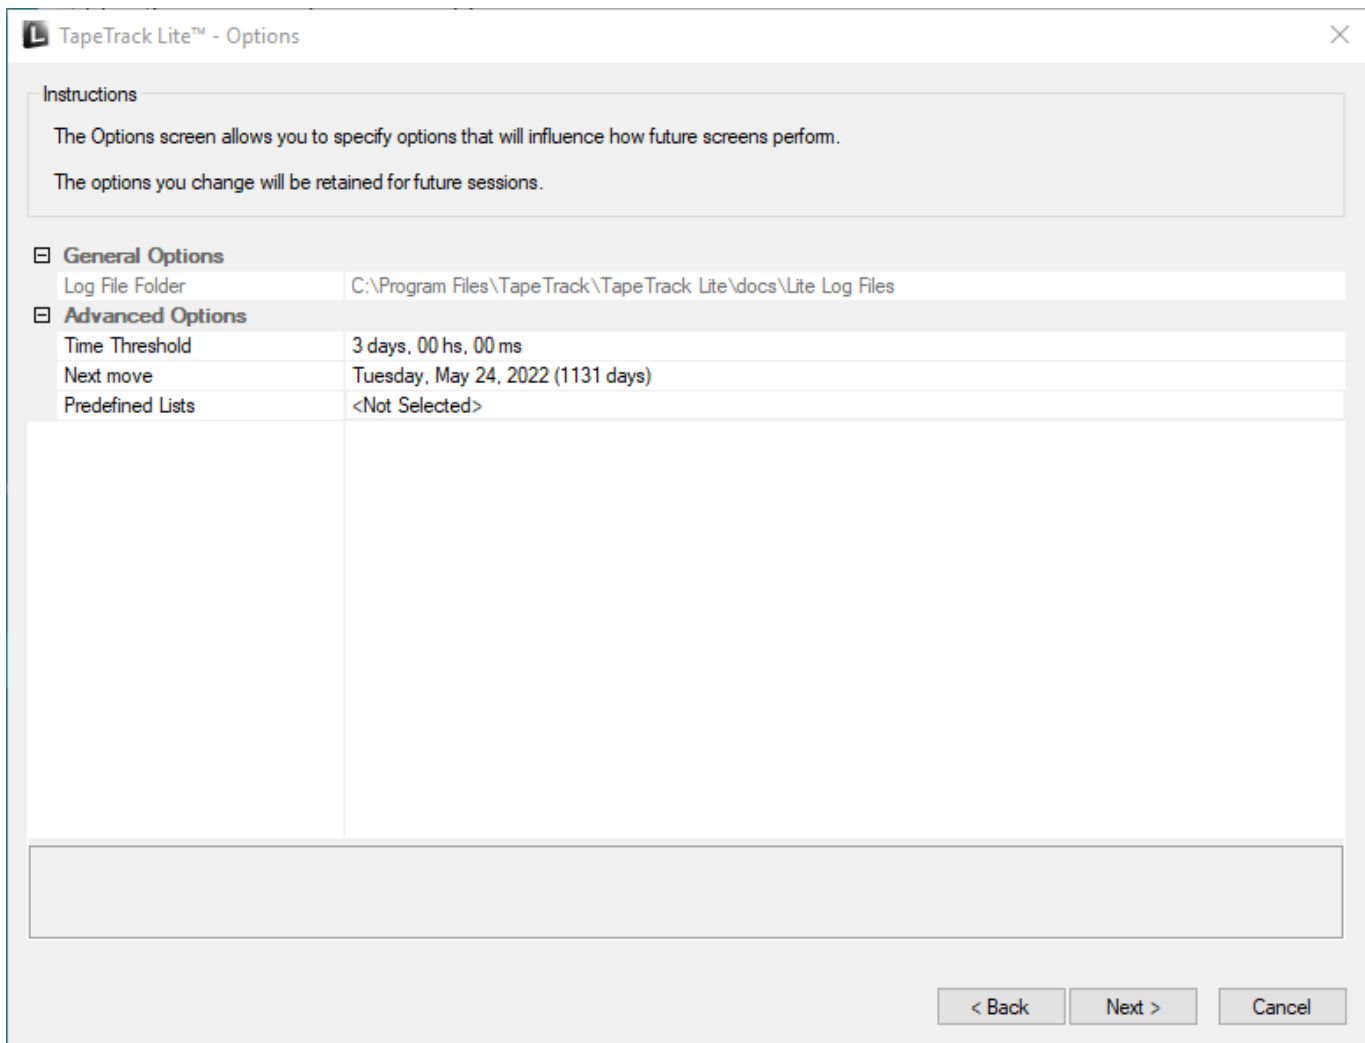 TapeTrack Lite™ - Options
Instructions
The Options screen allows you to specify options that will influence how future screens perform.
The options you change will be retained for future sessions.
General Options
Log File Folder C:\Program Files\TapeTrack\TapeTrack Lite\docs\Lite Log Files
Advanced Options
Time Threshold 3 days, 00 hs, 00 ms
Next move Tuesday, May 24, 2022 (1131 days)
Predefined Lists <Not Selected>
< Back Next > Cancel